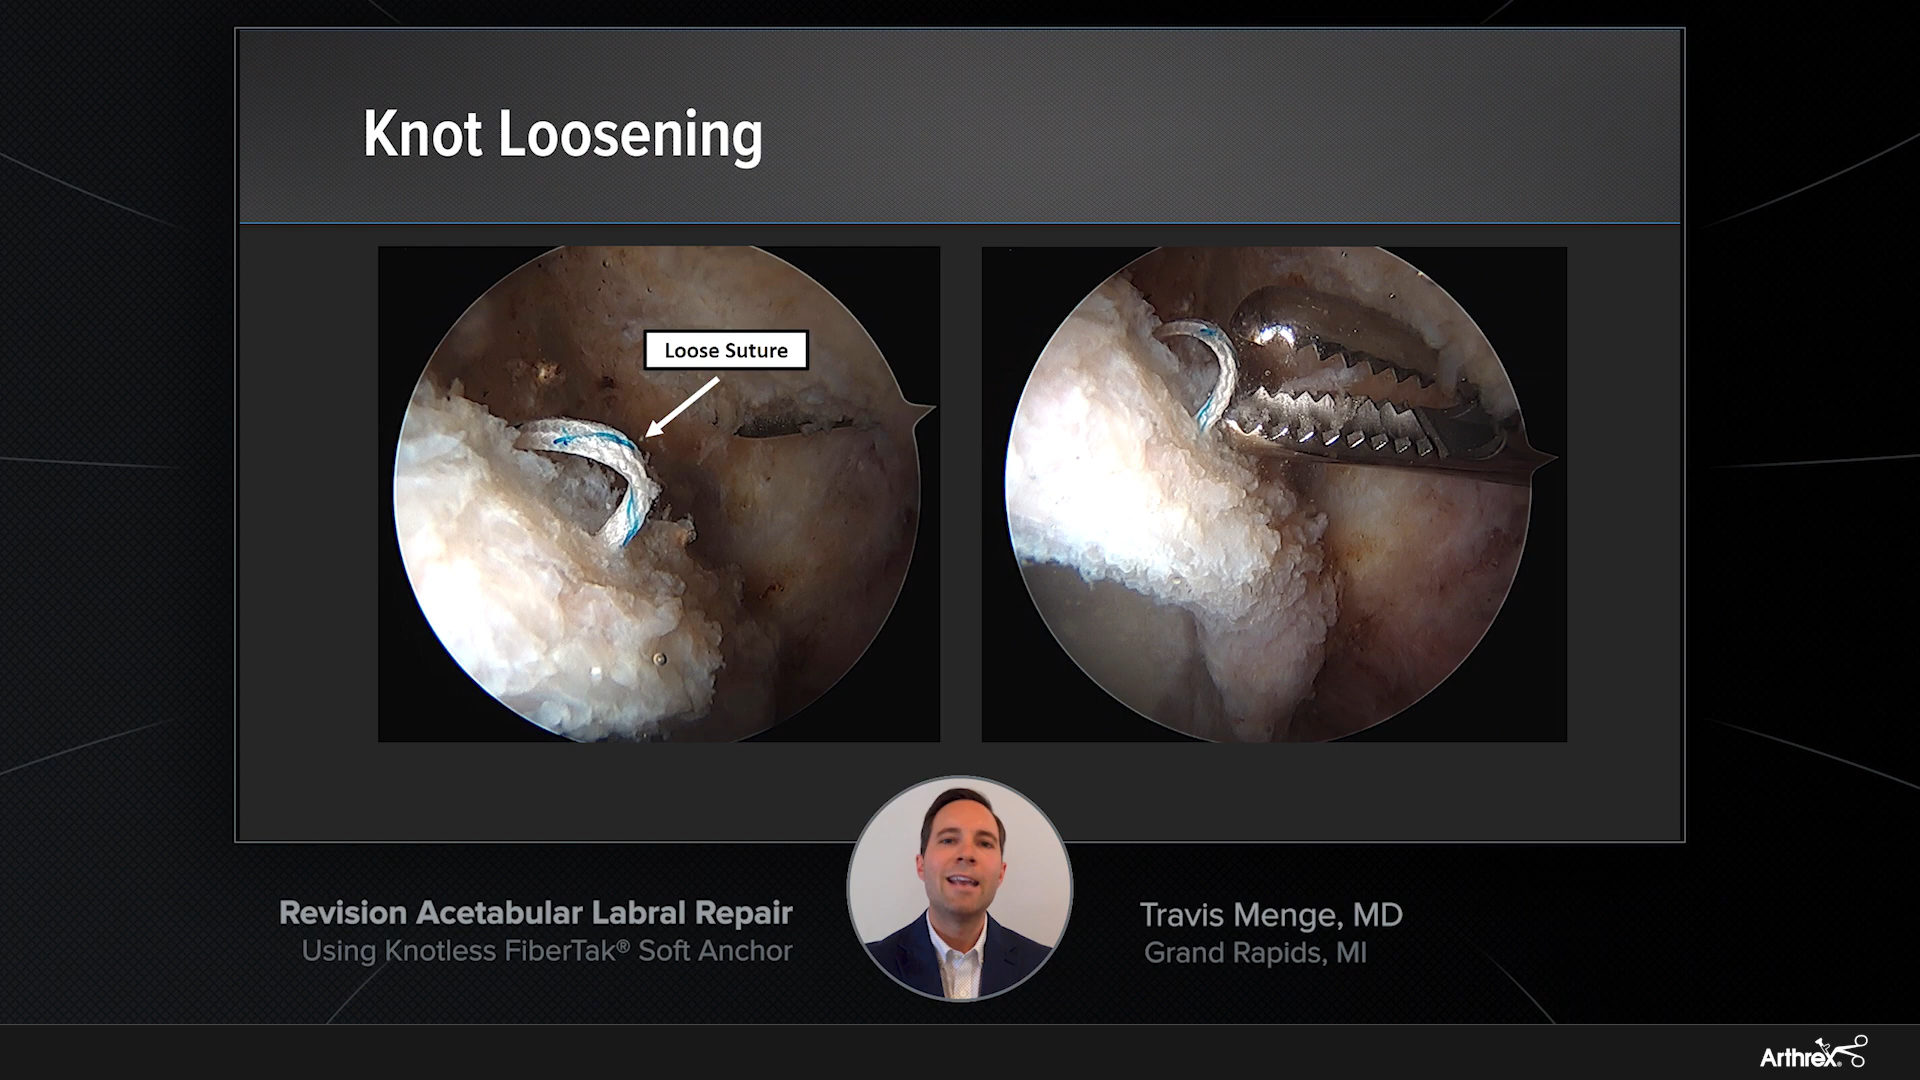 Knot Loosening
Loose Suture
Revision Acetabular Labral Repair
Using Knotless FiberTak® Soft Anchor
Travis Menge, MD
Grand Rapids, MI
Arthrex